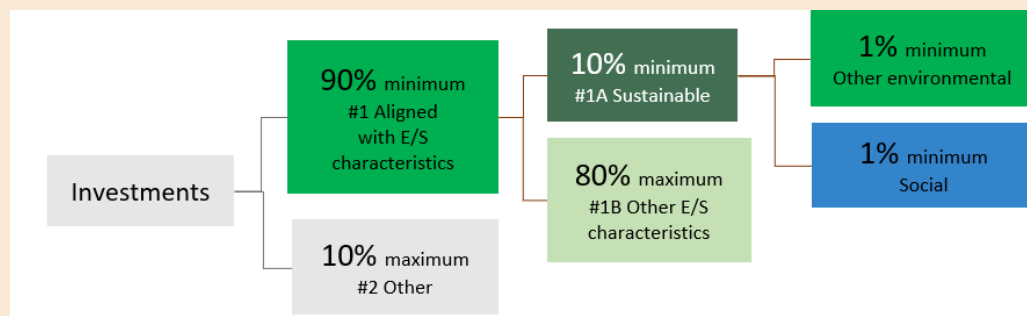 Investments
90% minimum
#1 Aligned
with E/S
characteristics
10% maximum
#2 Other
10% minimum
#1A Sustainable
80% maximum
#1B Other E/S
characteristics
1% minimum
Other environmental
1% minimum
Social